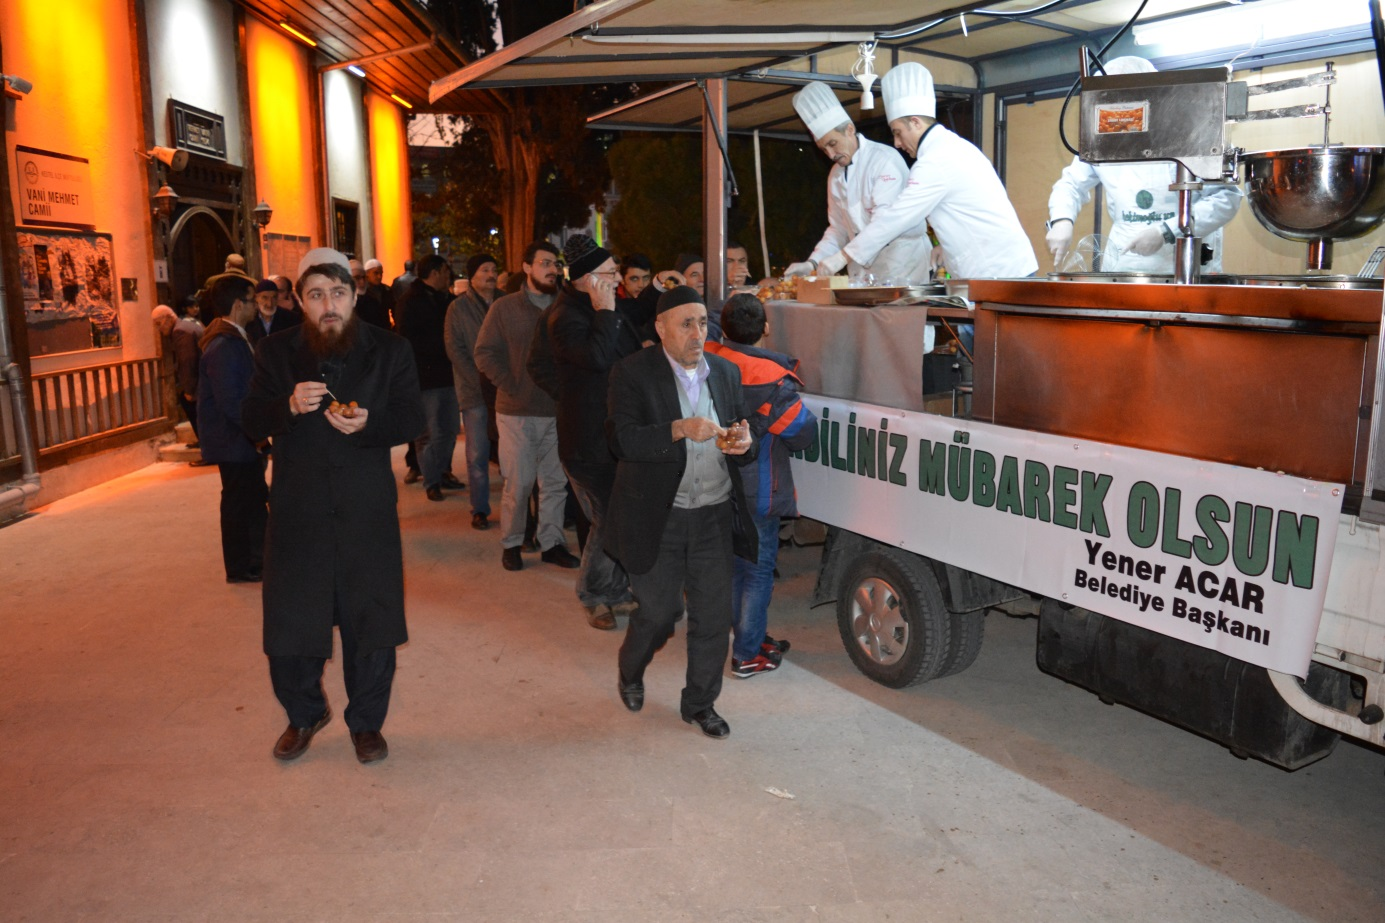 VANİ MEHMET
CAMİİ
DİLİNİZ MÜBAREK OLSUN
Yener ACAR
Belediye Başkanı